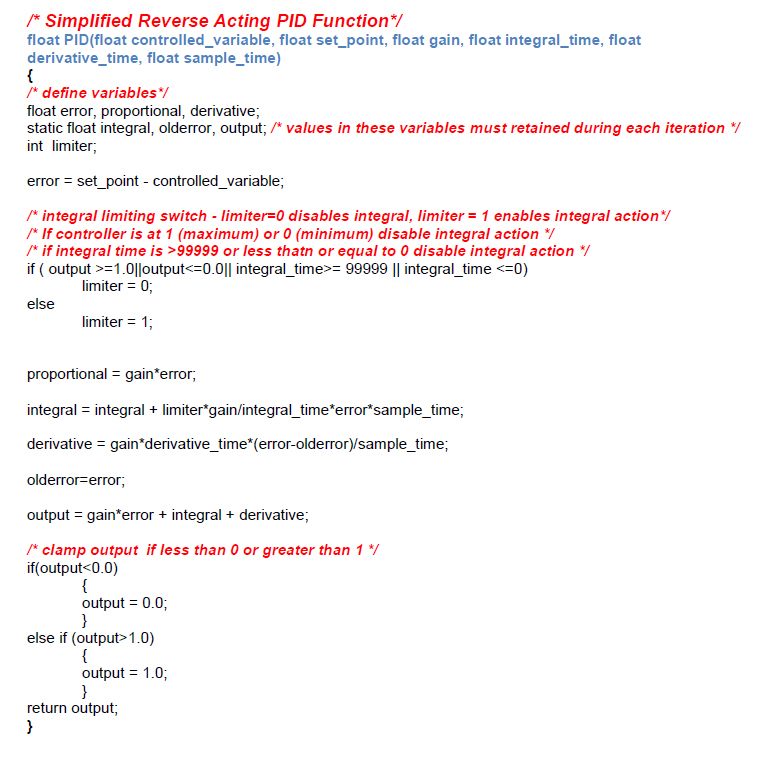 /* Simplified Reverse Acting PID Function*/
float PID(float controlled_variable, float set_point, float gain, float integral_time, float
derivative_time, float sample_time)
{
/* define variables*/
float error, proportional, derivative;
static float integral, olderror, output; /* values in these variables must retained during each iteration */
int  limiter;
error = set_point - controlled_variable;
/* integral limiting switch - limiter=0 disables integral, limiter = 1 enables integral action*/
/* If controller is at 1 (maximum) or 0 (minimum) disable integral action */
/* if integral time is >99999 or less thatn or equal to 0 disable integral action */
if ( output >=1.0||output<=0.0|| integral_time>= 99999 || integral_time <=0)
limiter = 0;
else
limiter = 1;
proportional = gain*error;
integral = integral + limiter*gain/integral_time*error*sample_time;
derivative = gain*derivative_time*(error-olderror)/sample_time;
olderror=error;
output = gain*error + integral + derivative;
/* clamp output  if less than 0 or greater than 1 */
if(output<0.0)
{
output = 0.0;
}
else if (output>1.0)
{
output = 1.0;
}
return output;
}